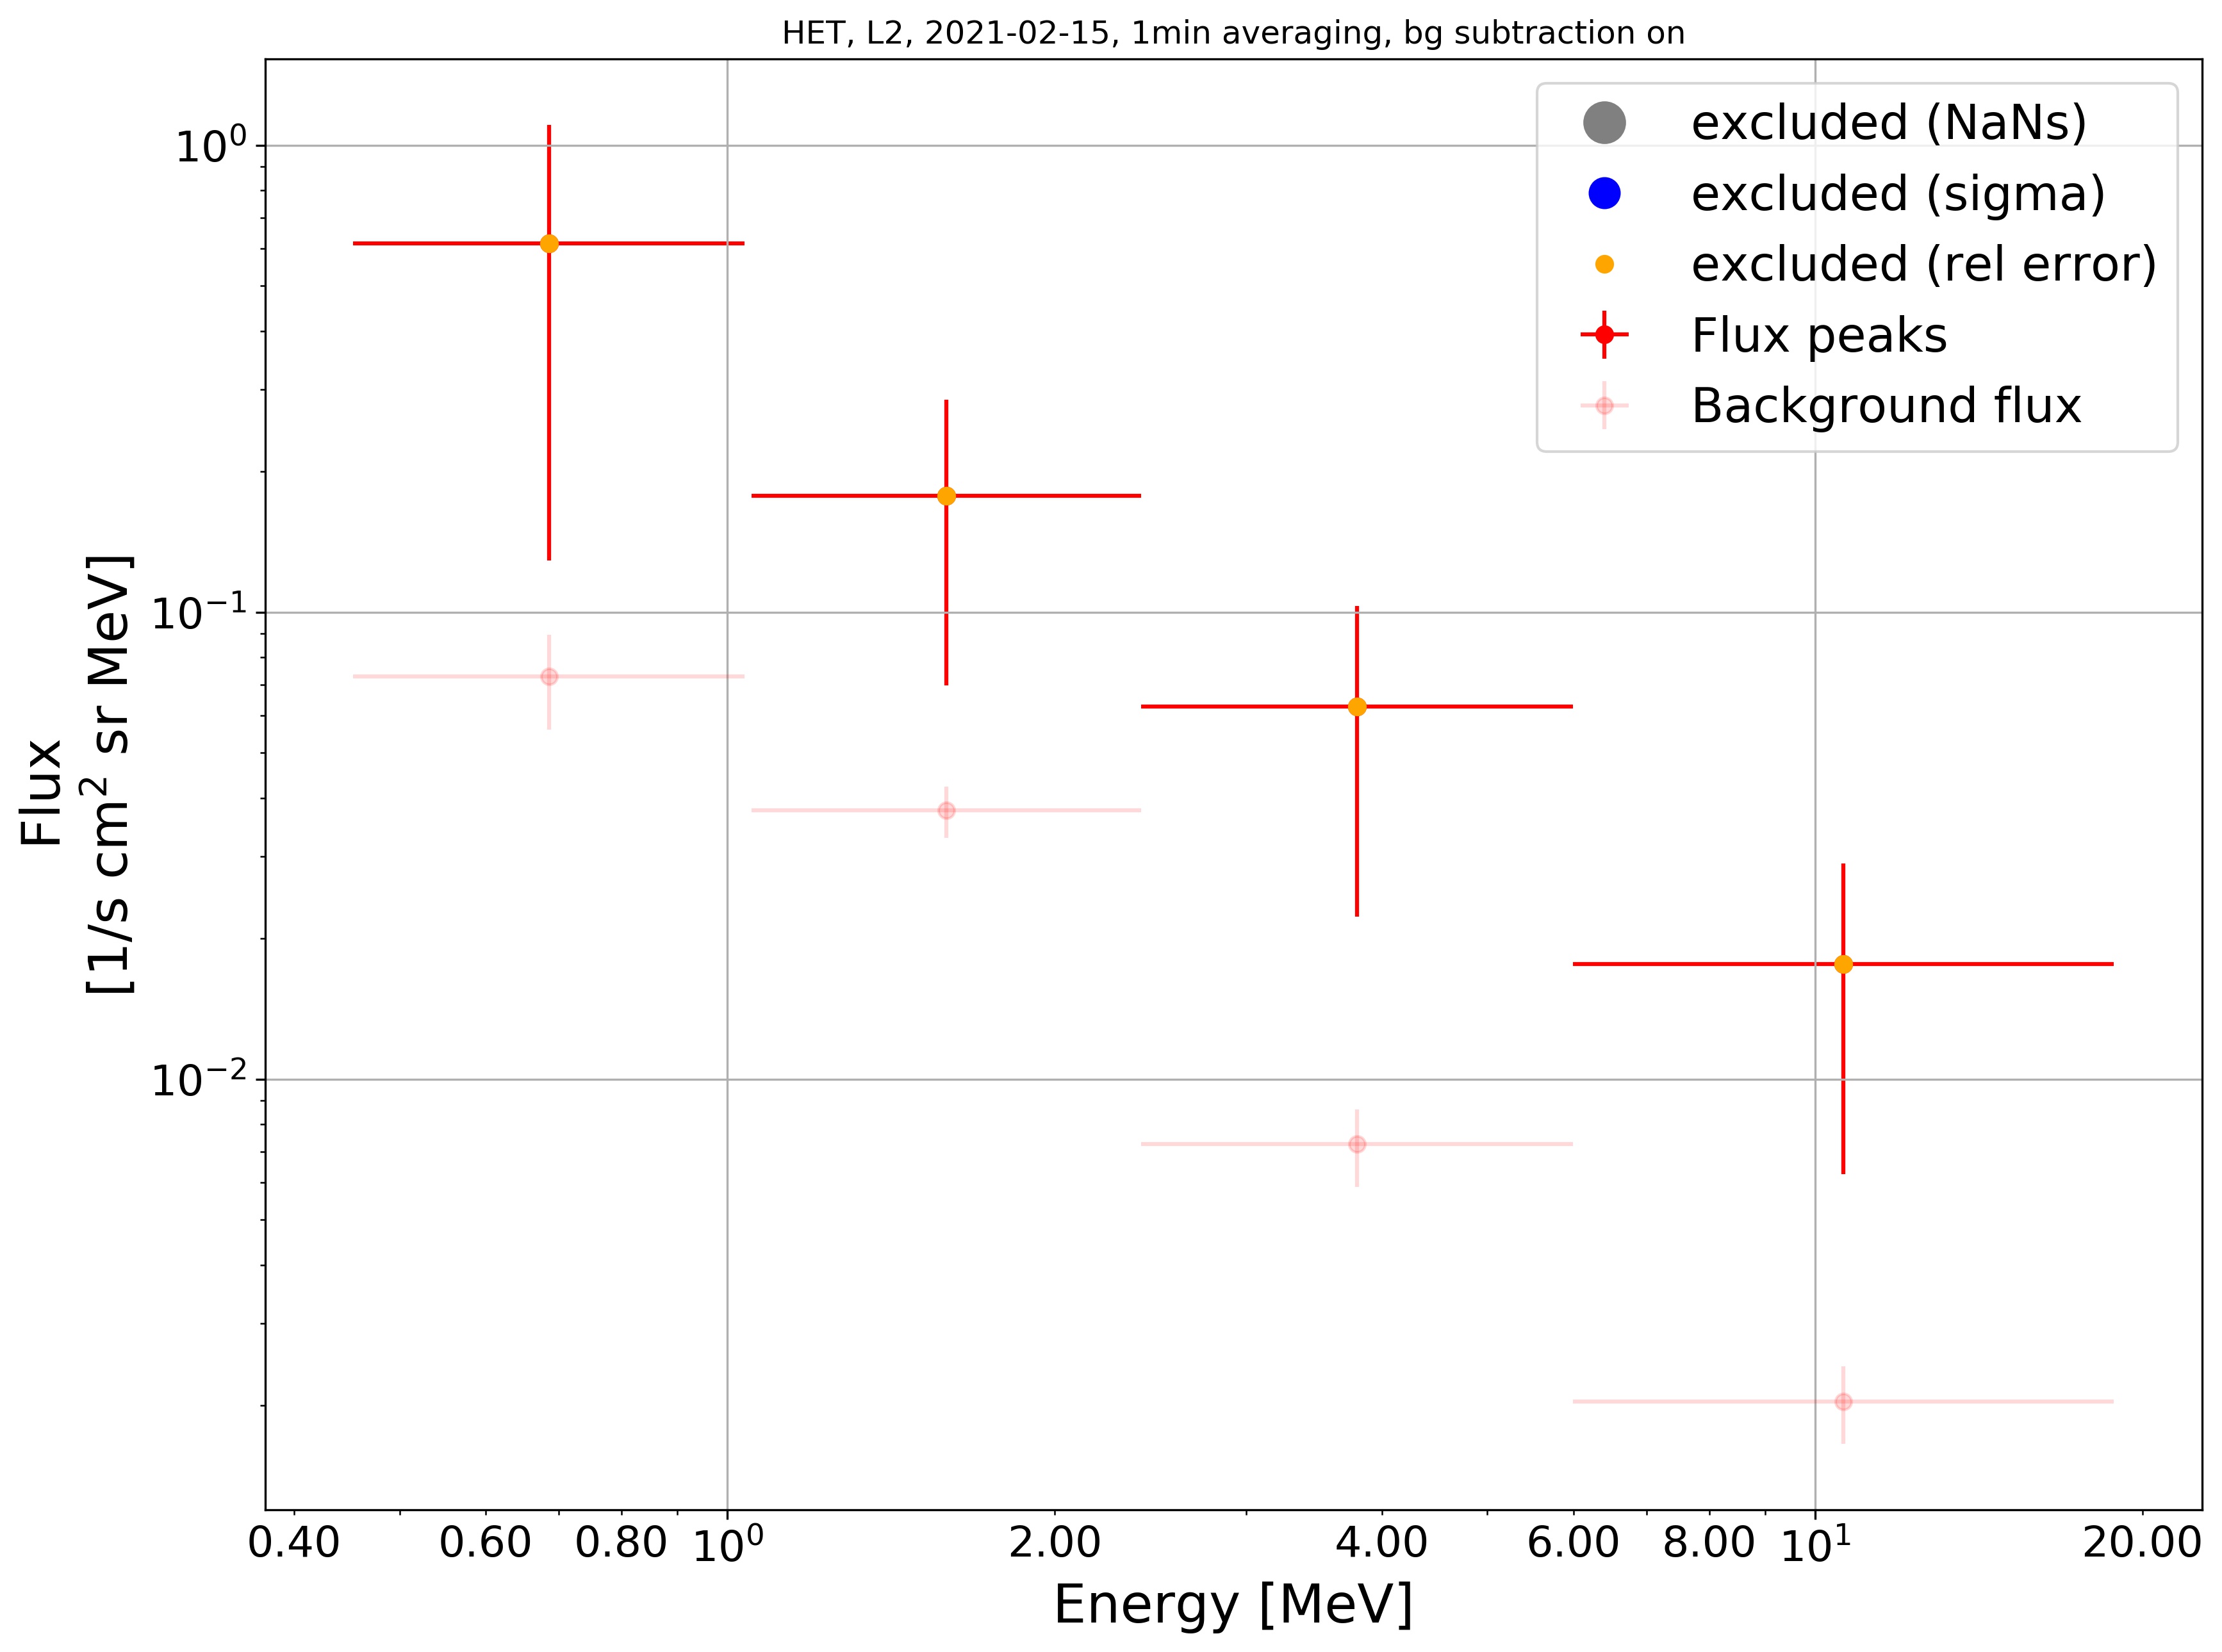 HET, L2, 2021-02-15, 1min averaging, bg subtraction on
excluded (NaNs)
excluded (sigma)
excluded (rel error)
Flux peaks
Background flux
10⁰
10⁻¹
10⁻²
Flux
[1/s cm² sr MeV]
0.40 0.60 0.80 10⁰ 2.00 4.00 6.00 8.00 10¹ 20.00
Energy [MeV]